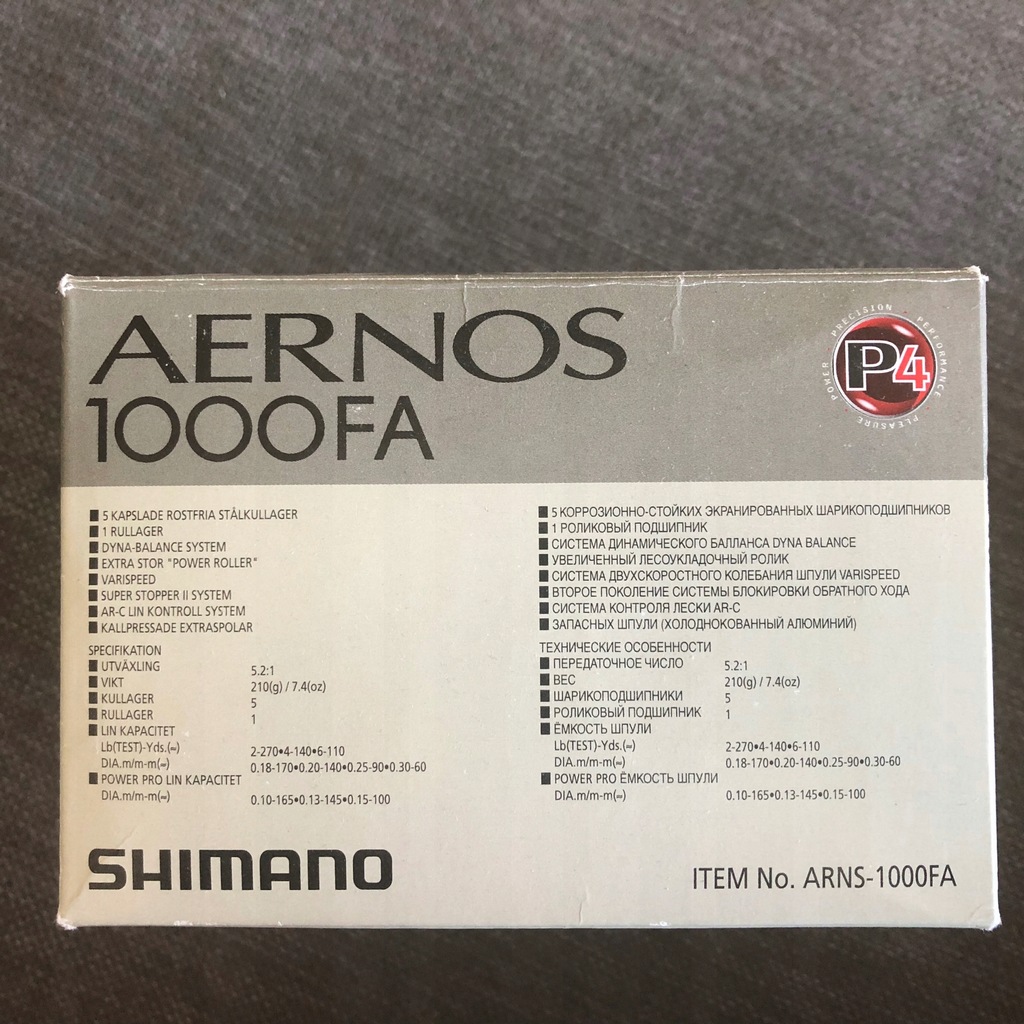 AERNOS
1000FA
PRECISION PERFORMANCE PLEASURE POWER
P4
5 KAPSLADE ROSTFRIA STÅLKULLAGER
1 RULLAGER
DYNA-BALANCE SYSTEM
EXTRA STOR "POWER ROLLER"
VARISPEED
SUPER STOPPER II SYSTEM
AR-C LIN KONTROLL SYSTEM
KALLPRESSADE EXTRASPOLAR
SPECIFIKATION
UTVÄXLING 5.2:1
VIKT 210(g) / 7.4(oz)
KULLAGER 5
RULLAGER 1
LIN KAPACITET
Lb(TEST)-Yds.(≈) 2-270•4-140•6-110
DIA.m/m-m(≈) 0.18-170•0.20-140•0.25-90•0.30-60
POWER PRO LIN KAPACITET
DIA.m/m-m(≈) 0.10-165•0.13-145•0.15-100
5 КОРРОЗИОННО-СТОЙКИХ ЭКРАНИРОВАННЫХ ШАРИКОПОДШИПНИКОВ
1 РОЛИКОВЫЙ ПОДШИПНИК
СИСТЕМА ДИНАМИЧЕСКОГО БАЛЛАНСА DYNA BALANCE
УВЕЛИЧЕННЫЙ ЛЕСОУКЛАДОЧНЫЙ РОЛИК
СИСТЕМА ДВУХСКОРОСТНОГО КОЛЕБАНИЯ ШПУЛИ VARISPEED
ВТОРОЕ ПОКОЛЕНИЕ СИСТЕМЫ БЛОКИРОВКИ ОБРАТНОГО ХОДА
СИСТЕМА КОНТРОЛЯ ЛЕСКИ AR-C
ЗАПАСНЫХ ШПУЛИ (ХОЛОДНОКОВАННЫЙ АЛЮМИНИЙ)
ТЕХНИЧЕСКИЕ ОСОБЕННОСТИ
ПЕРЕДАТОЧНОЕ ЧИСЛО 5.2:1
ВЕС 210(g) / 7.4(oz)
ШАРИКОПОДШИПНИКИ 5
РОЛИКОВЫЙ ПОДШИПНИК 1
ЁМКОСТЬ ШПУЛИ
Lb(TEST)-Yds.(≈) 2-270•4-140•6-110
DIA.m/m-m(≈) 0.18-170•0.20-140•0.25-90•0.30-60
POWER PRO ЁМКОСТЬ ШПУЛИ
DIA.m/m-m(≈) 0.10-165•0.13-145•0.15-100
SHIMANO
ITEM No. ARNS-1000FA